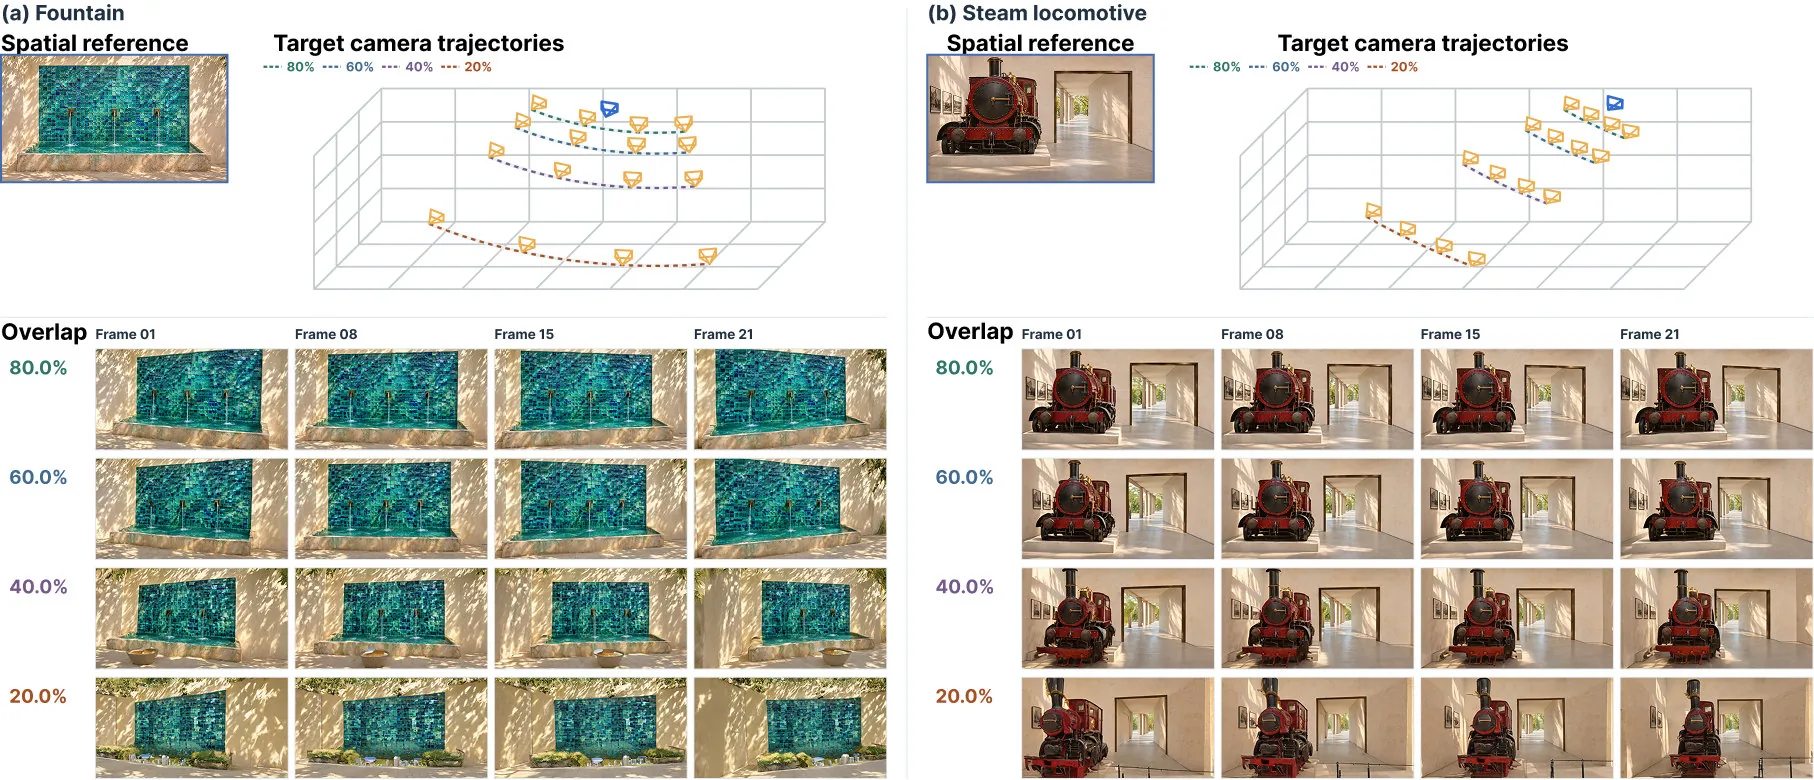 (a) Fountain
Spatial reference
Target camera trajectories
80% 60% 40% 20%
Overlap Frame 01 Frame 08 Frame 15 Frame 21
80.0%
60.0%
40.0%
20.0%
(b) Steam locomotive
Spatial reference
Target camera trajectories
80% 60% 40% 20%
Overlap Frame 01 Frame 08 Frame 15 Frame 21
80.0%
60.0%
40.0%
20.0%